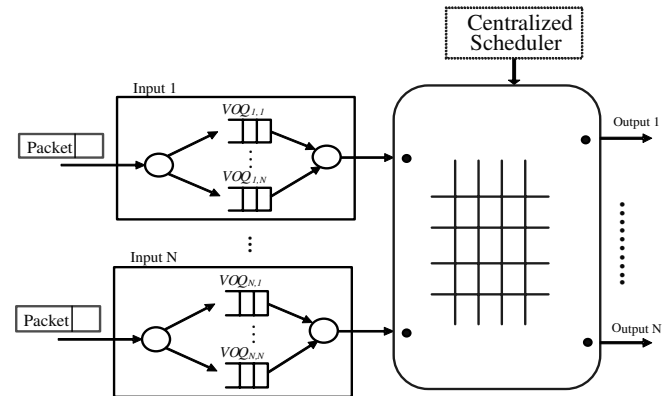 Centralized
Scheduler
Input 1
VOQ1,1
Packet
VOQ1,N
Output 1
Input N
VOQN,1
Packet
VOQN,N
Output N